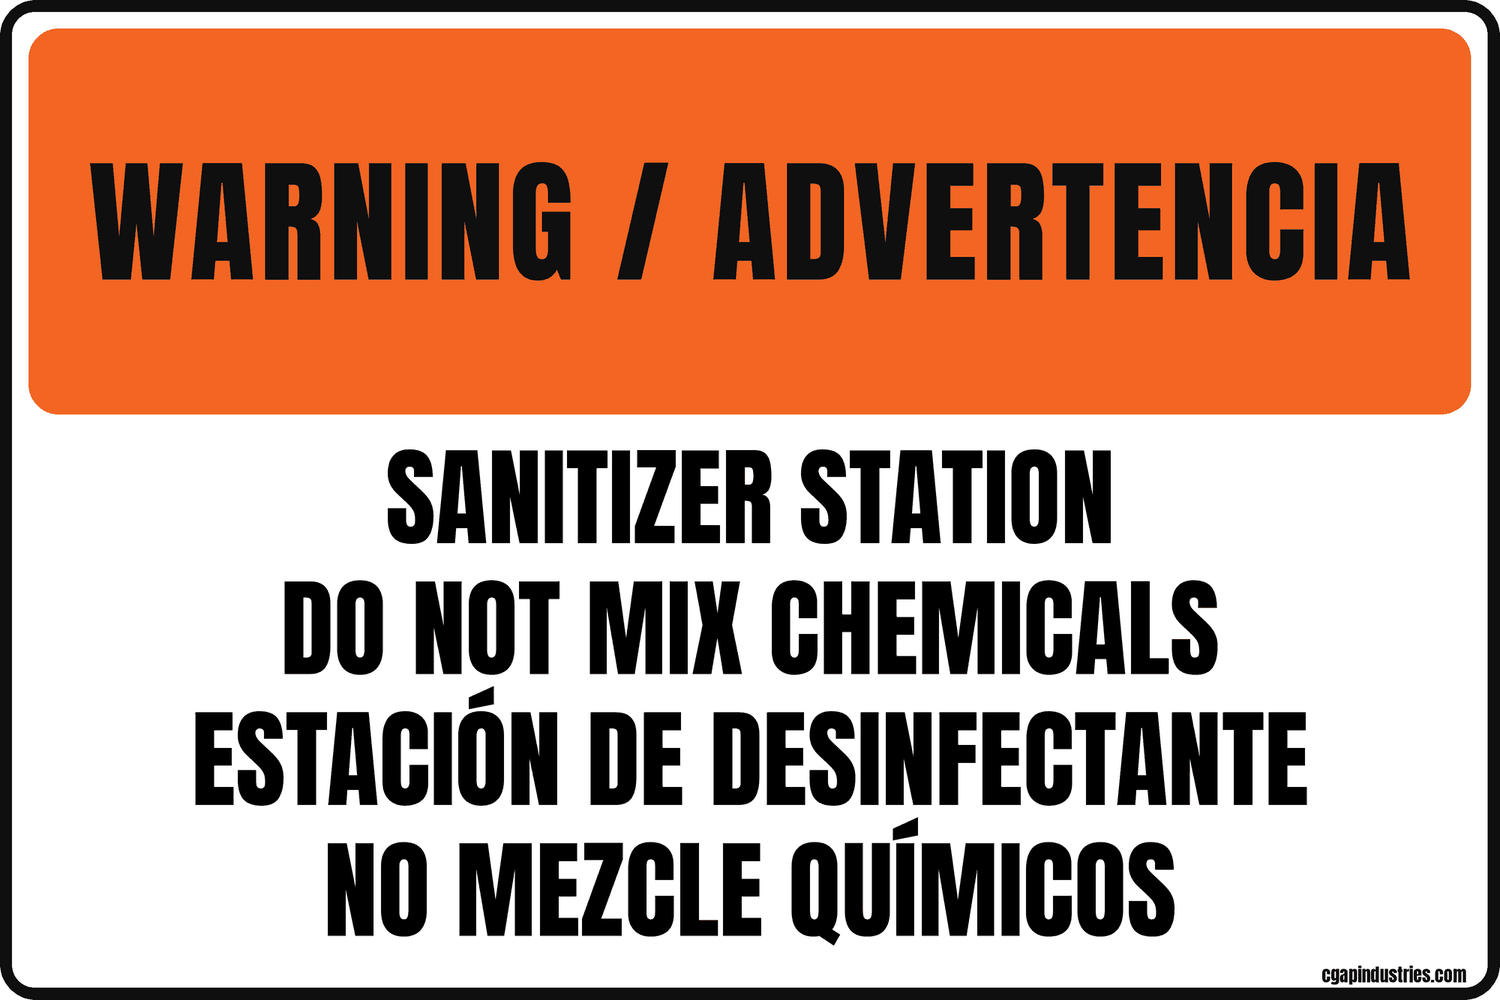 WARNING / ADVERTENCIA
SANITIZER STATION
DO NOT MIX CHEMICALS
ESTACIÓN DE DESINFECTANTE
NO MEZCLE QUÍMICOS
cgapindustries.com